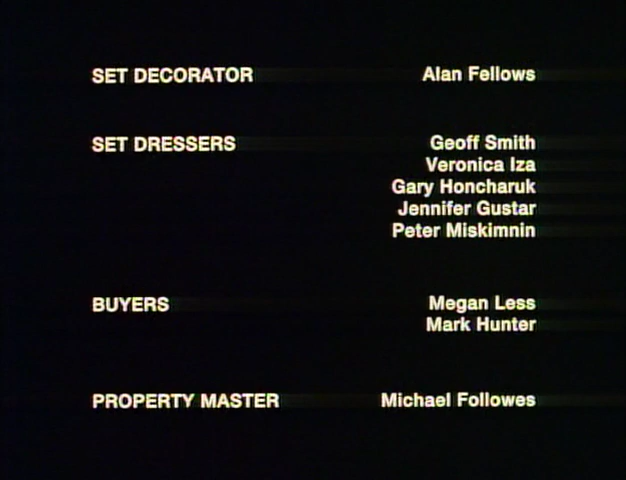 SET DECORATOR Alan Fellows
SET DRESSERS Geoff Smith
Veronica Iza
Gary Honcharuk
Jennifer Gustar
Peter Miskimnin
BUYERS Megan Less
Mark Hunter
PROPERTY MASTER Michael Followes